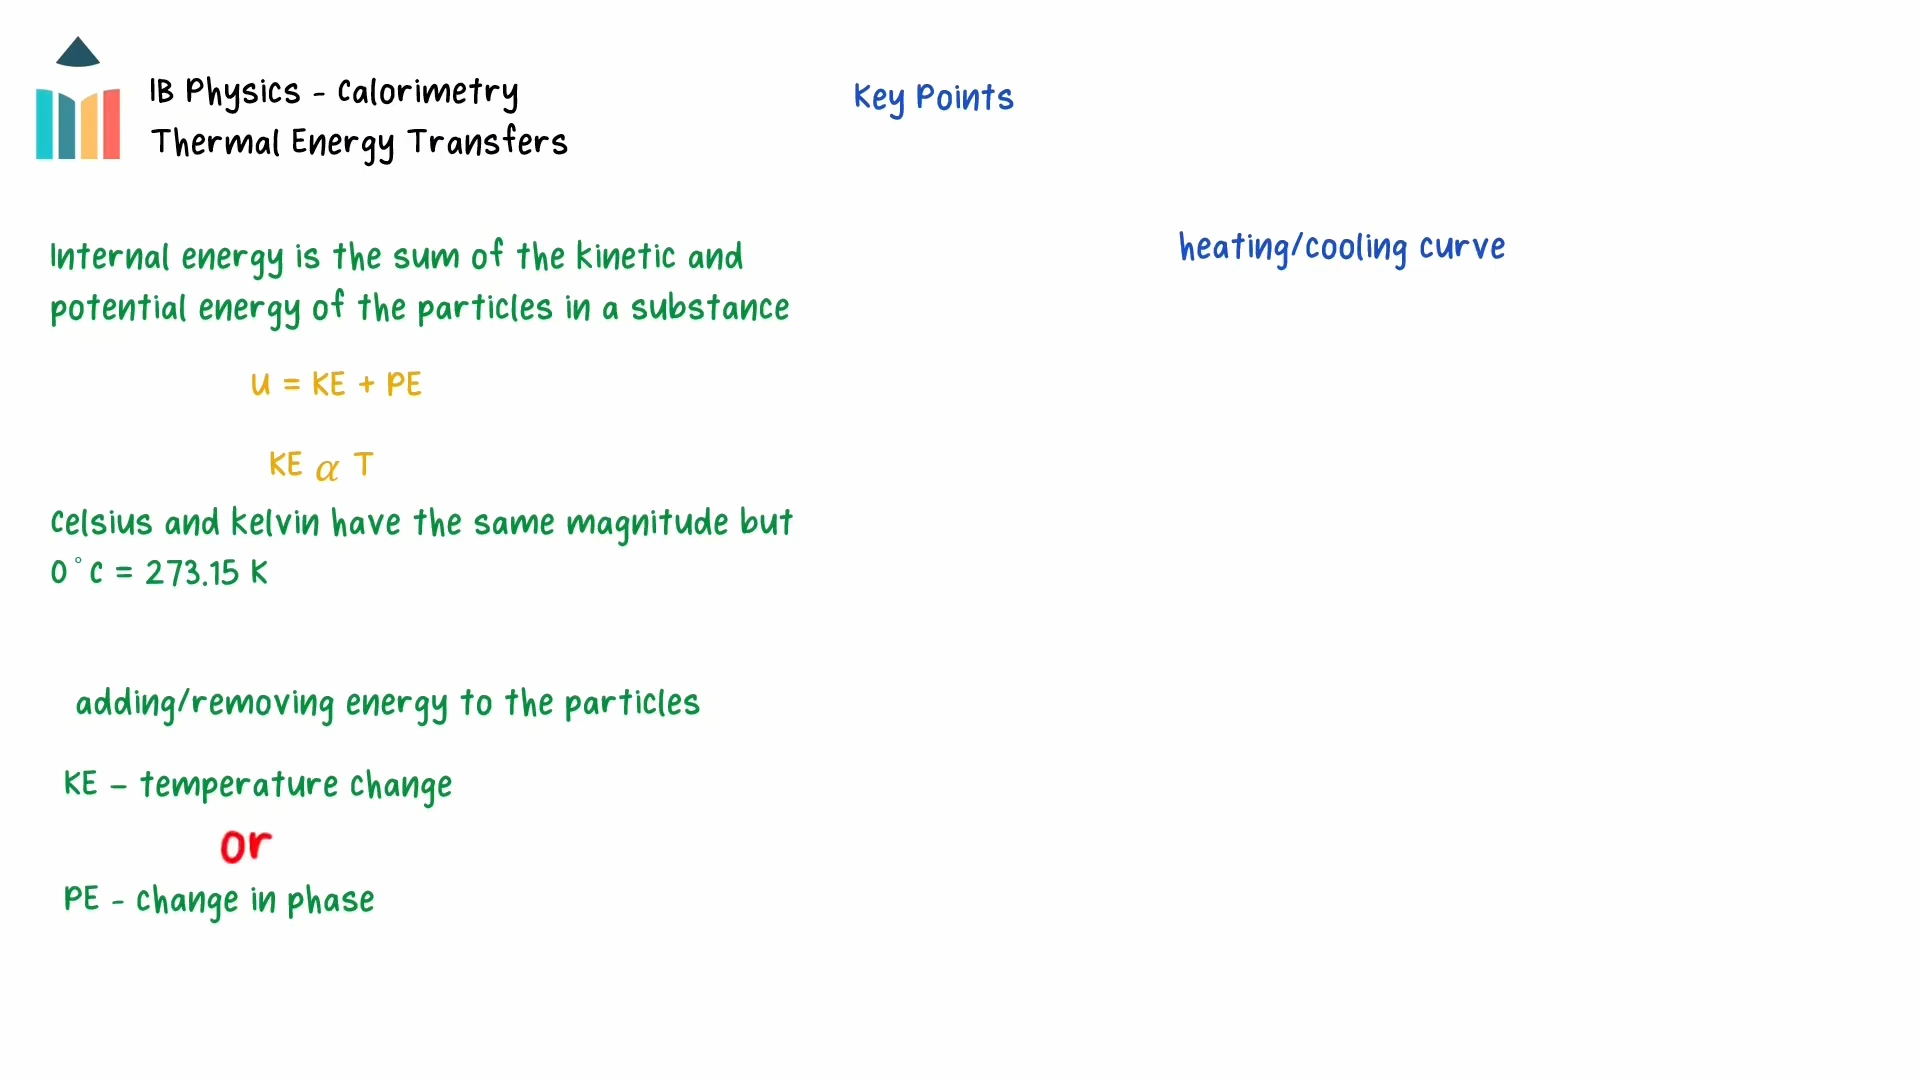 IB Physics - Calorimetry
Thermal Energy Transfers
Key Points
Internal energy is the sum of the kinetic and
potential energy of the particles in a substance
U = KE + PE
KE α T
Celsius and kelvin have the same magnitude but
0°C = 273.15 K
adding/removing energy to the particles
KE – temperature change
or
PE - change in phase
heating/cooling curve